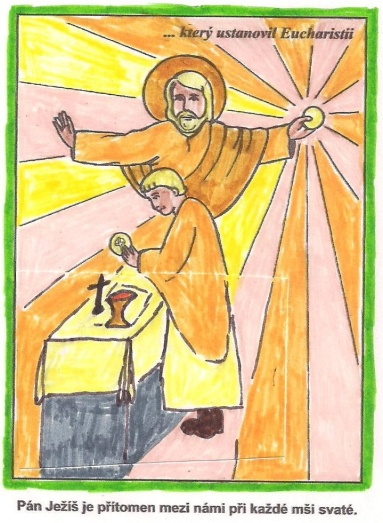 ... který ustanovil Eucharistii
Pán Ježíš je přítomen mezi námi při každé mši svaté.